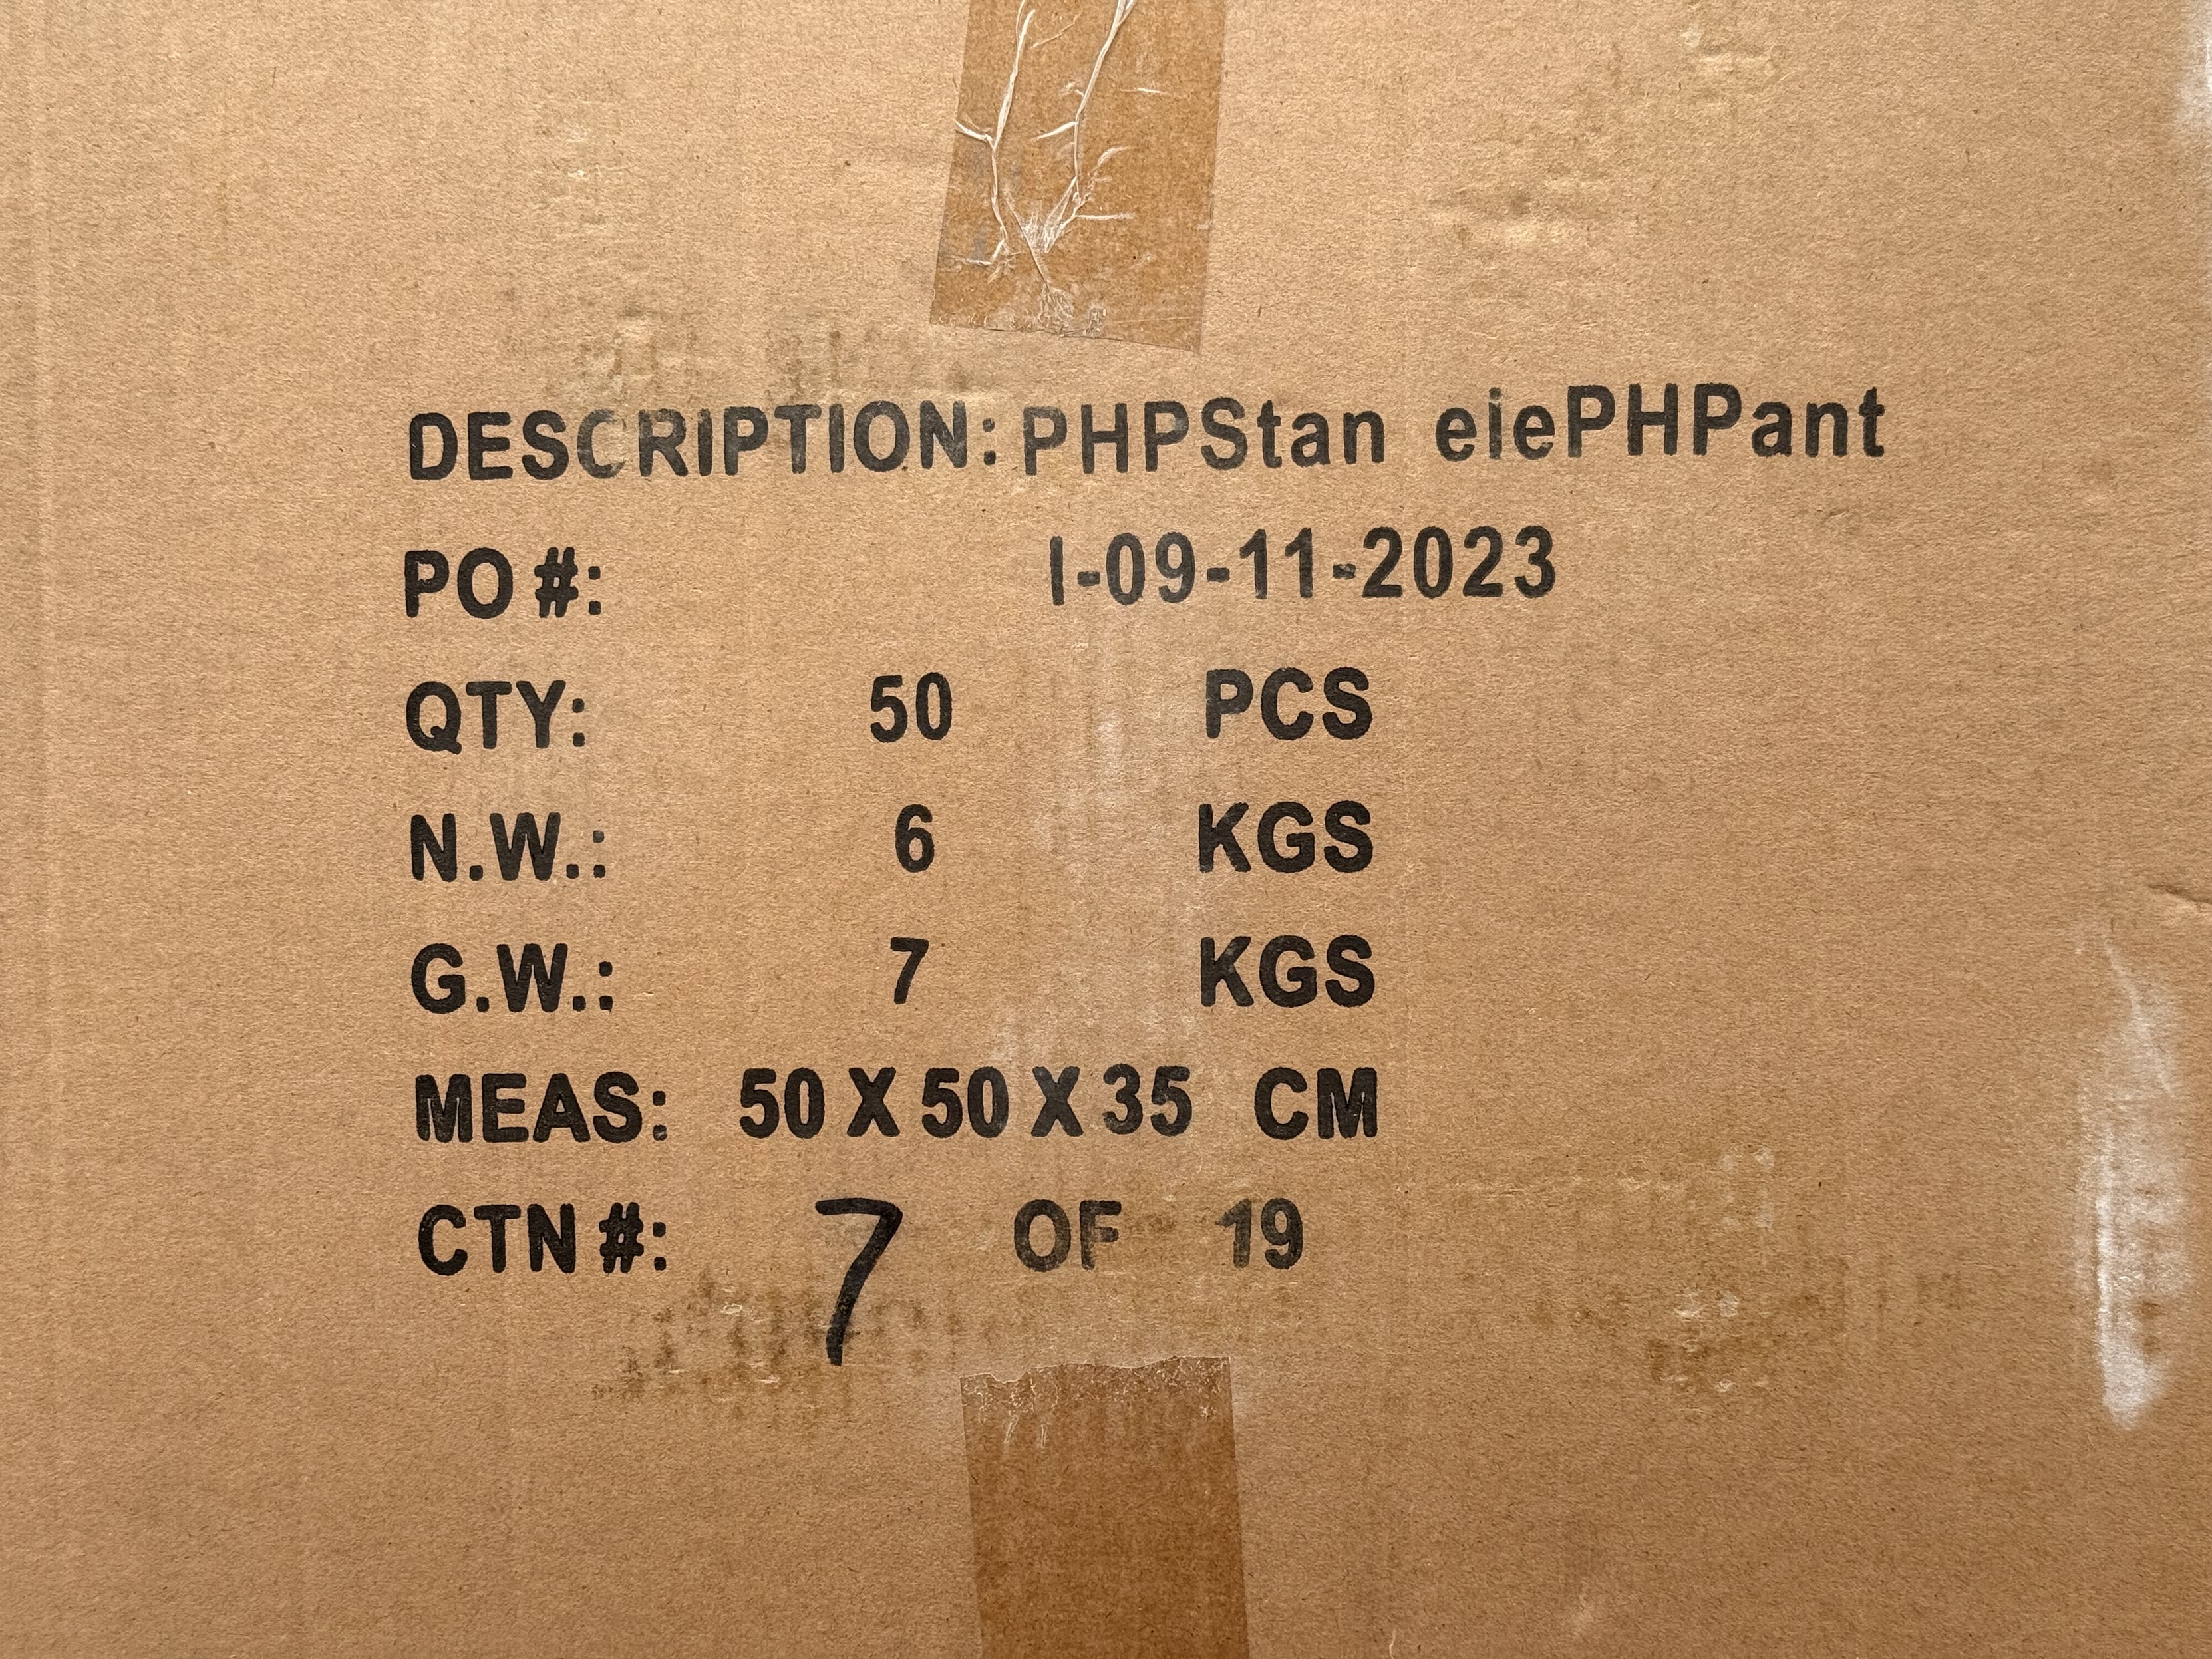 DESCRIPTION: PHPStan eiePHPant
PO #: I-09-11-2023
QTY: 50 PCS
N.W.: 6 KGS
G.W.: 7 KGS
MEAS: 50 X 50 X 35 CM
CTN #: 7 OF 19